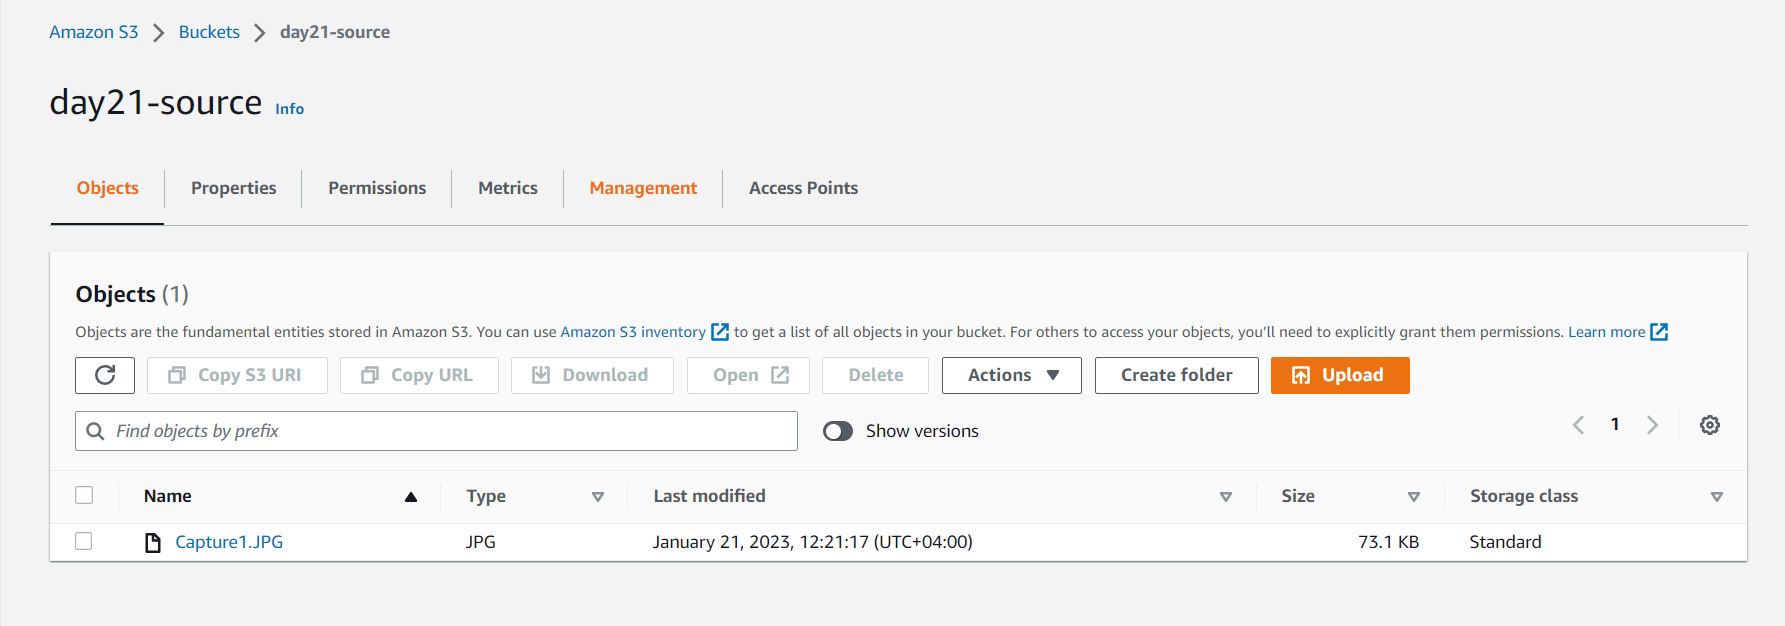 Amazon S3 > Buckets > day21-source
day21-source Info
Objects Properties Permissions Metrics Management Access Points
Objects (1)
Objects are the fundamental entities stored in Amazon S3. You can use Amazon S3 inventory to get a list of all objects in your bucket. For others to access your objects, you'll need to explicitly grant them permissions. Learn more
Copy S3 URI Copy URL Download Open Delete Actions Create folder Upload
Find objects by prefix Show versions 1
Name Type Last modified Size Storage class
Capture1.JPG JPG January 21, 2023, 12:21:17 (UTC+04:00) 73.1 KB Standard